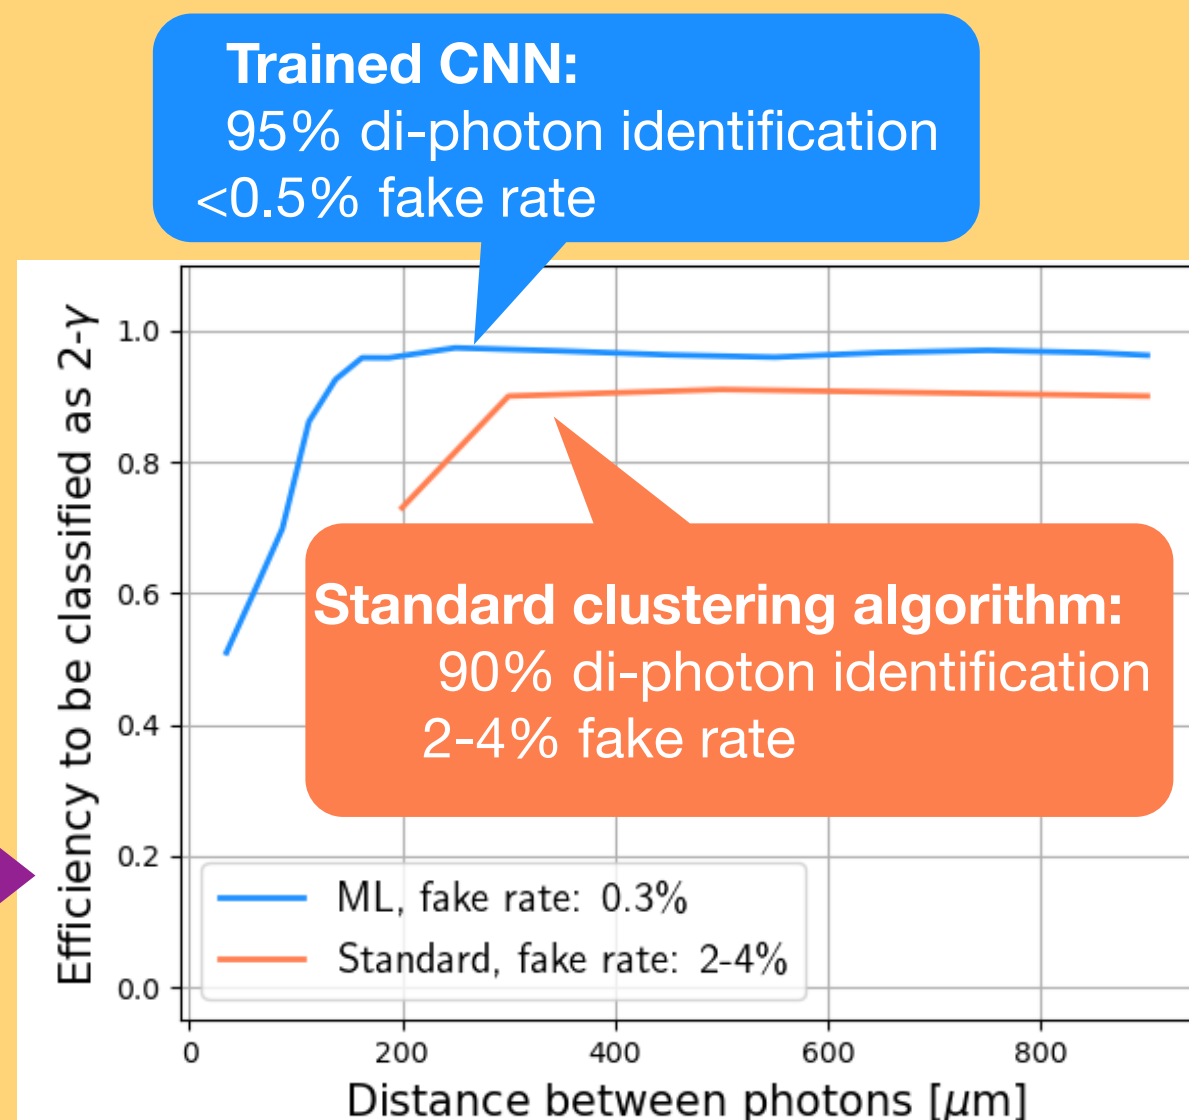 Trained CNN:
95% di-photon identification
<0.5% fake rate
Efficiency to be classified as 2-γ
1.0
0.8
0.6
0.4
0.2
0.0
Standard clustering algorithm:
90% di-photon identification
2-4% fake rate
ML, fake rate: 0.3%
Standard, fake rate: 2-4%
0 200 400 600 800
Distance between photons [μm]